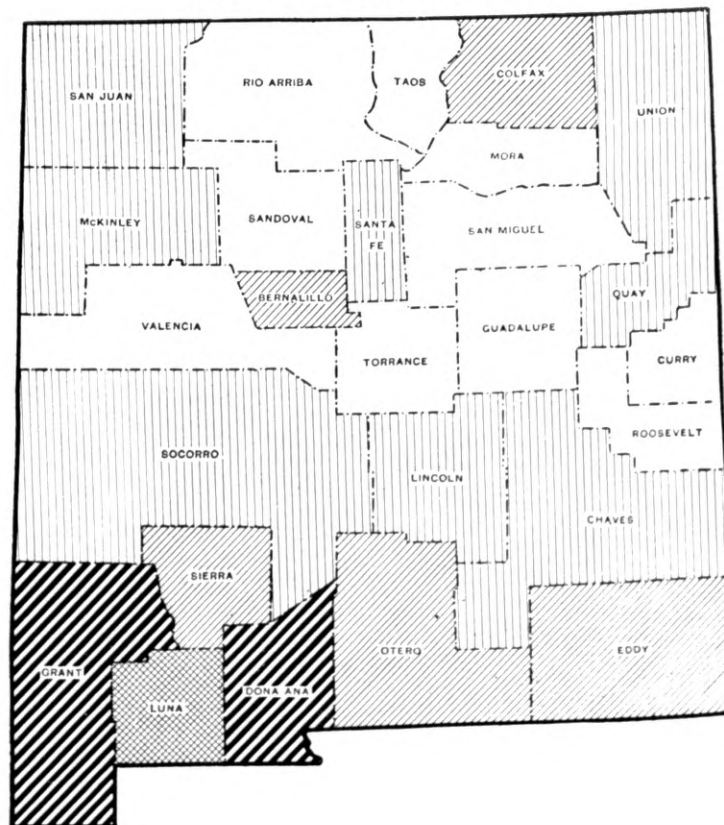 RIO ARRIBA
TAOS
COLFAX
SAN JUAN
UNION
MORA
McKINLEY
SANDOVAL
SANTA
FE
SAN MIGUEL
BERNALILLO
QUAY
VALENCIA
GUADALUPE
TORRANCE
CURRY
ROOSEVELT
SOCORRO
LINCOLN
CHAVES
SIERRA
GRANT
OTERO
EDDY
LUNA
DONA ANA